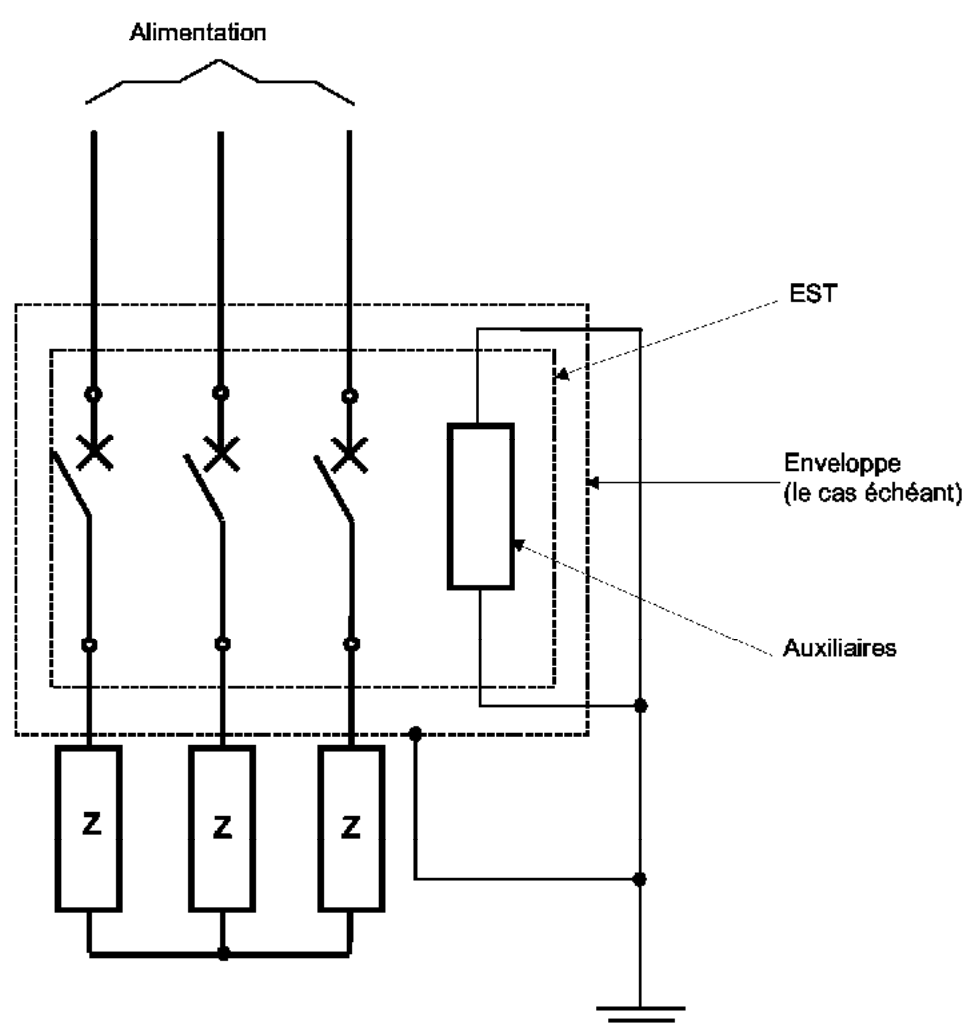 Alimentation
EST
Enveloppe
(le cas échéant)
Auxiliaires
Z Z Z